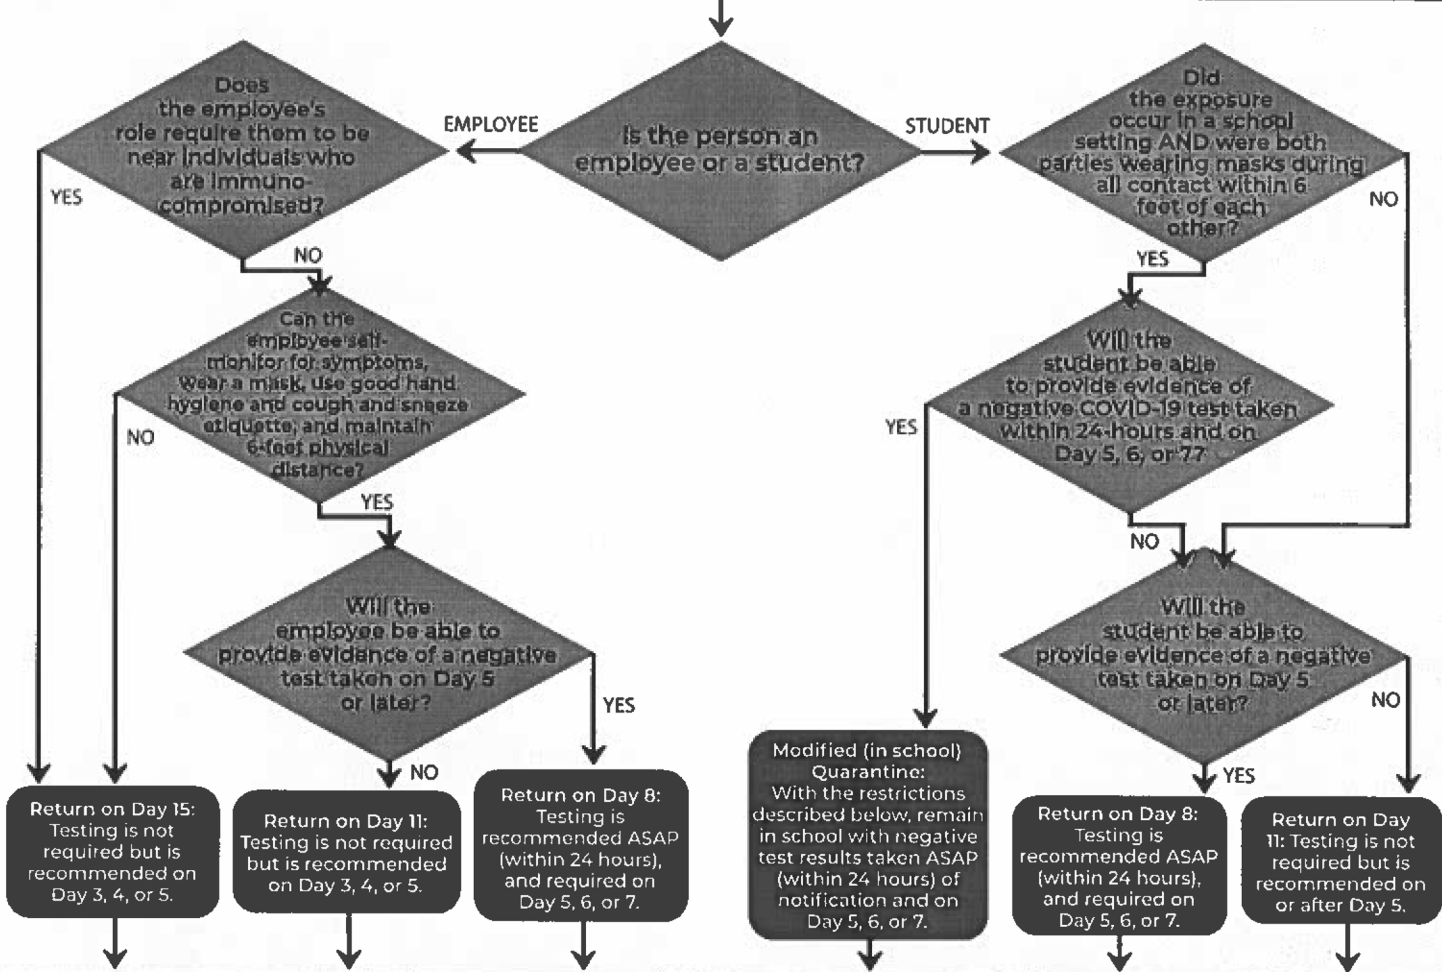 Does
the employee's
role require them to be
near individuals who
are immuno-
compromised?
EMPLOYEE
Is the person an
employee or a student?
STUDENT
Did
the exposure
occur in a school
setting AND were both
parties wearing masks during
all contact within 6
feet of each
other?
YES
NO
NO
YES
Can the
employee self-
monitor for symptoms,
wear a mask, use good hand
hygiene and cough and sneeze
etiquette, and maintain
6-feet physical
distance?
NO
YES
Will the
student be able
to provide evidence of
a negative COVID-19 test taken
within 24-hours and on
Day 5, 6, or 7?
YES
NO
Will the
employee be able to
provide evidence of a negative
test taken on Day 5
or later?
YES
NO
Will the
student be able to
provide evidence of a negative
test taken on Day 5
or later?
NO
YES
Return on Day 15:
Testing is not
required but is
recommended on
Day 3, 4, or 5.
Return on Day 11:
Testing is not required
but is recommended
on Day 3, 4, or 5.
Return on Day 8:
Testing is
recommended ASAP
(within 24 hours),
and required on
Day 5, 6, or 7.
Modified (in school)
Quarantine:
With the restrictions
described below, remain
in school with negative
test results taken ASAP
(within 24 hours) of
notification and on
Day 5, 6, or 7.
Return on Day 8:
Testing is
recommended ASAP
(within 24 hours),
and required on
Day 5, 6, or 7.
Return on Day
11: Testing is not
required but is
recommended on
or after Day 5.